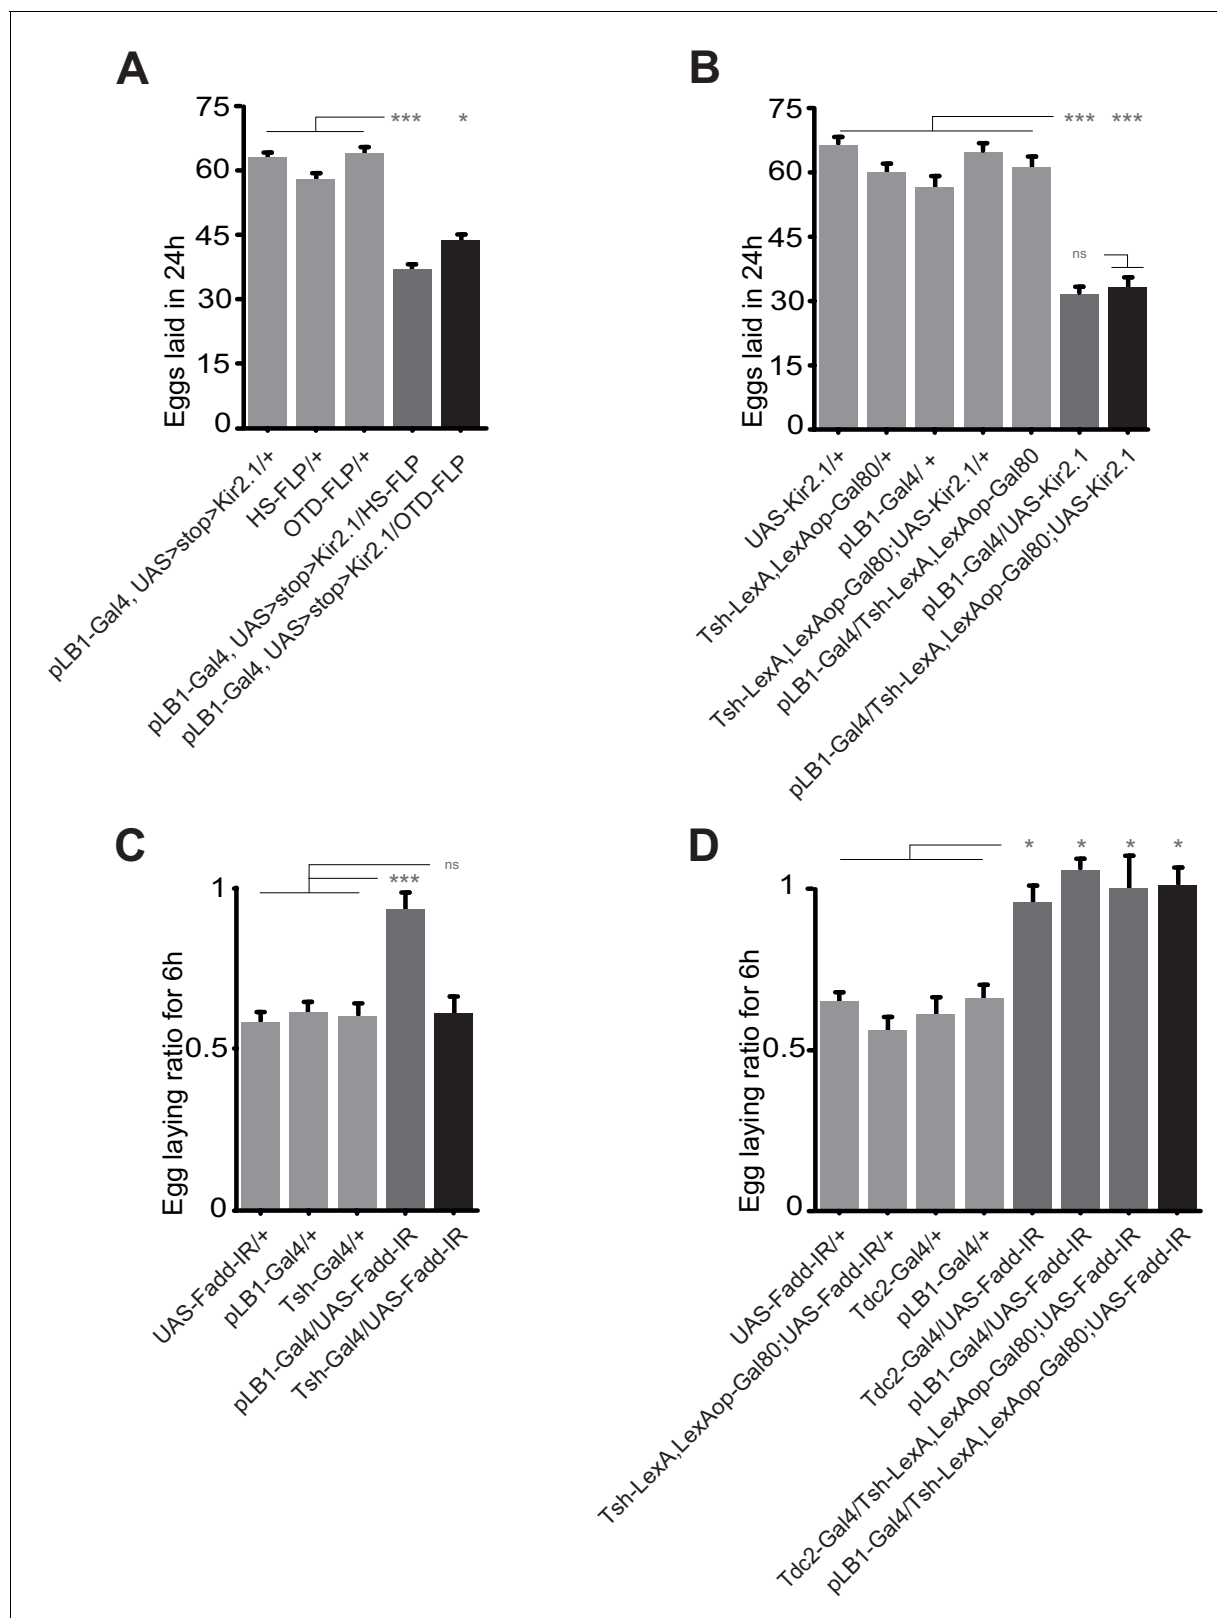 A
75
60
45
30
15
0
Eggs laid in 24h
*** *
pLB1-Gal4, UAS>stop>Kir2.1/+
HS-FLP/+
OTD-FLP/+
pLB1-Gal4, UAS>stop>Kir2.1/HS-FLP
pLB1-Gal4, UAS>stop>Kir2.1/OTD-FLP
B
75
60
45
30
15
0
Eggs laid in 24h
*** ***
ns
UAS-Kir2.1/+
Tsh-LexA,LexAop-Gal80/+
pLB1-Gal4/ +
Tsh-LexA,LexAop-Gal80;UAS-Kir2.1/+
pLB1-Gal4/Tsh-LexA,LexAop-Gal80
pLB1-Gal4/UAS-Kir2.1
pLB1-Gal4/Tsh-LexA,LexAop-Gal80;UAS-Kir2.1
C
1
0.5
0
Egg laying ratio for 6h
ns
***
UAS-Fadd-IR/+
pLB1-Gal4/+
Tsh-Gal4/+
pLB1-Gal4/UAS-Fadd-IR
Tsh-Gal4/UAS-Fadd-IR
D
1
0.5
0
Egg laying ratio for 6h
* * * *
UAS-Fadd-IR/+
Tsh-LexA,LexAop-Gal80;UAS-Fadd-IR/+
Tdc2-Gal4/+
pLB1-Gal4/+
Tdc2-Gal4/UAS-Fadd-IR
pLB1-Gal4/UAS-Fadd-IR
Tdc2-Gal4/Tsh-LexA,LexAop-Gal80;UAS-Fadd-IR
pLB1-Gal4/Tsh-LexA,LexAop-Gal80;UAS-Fadd-IR